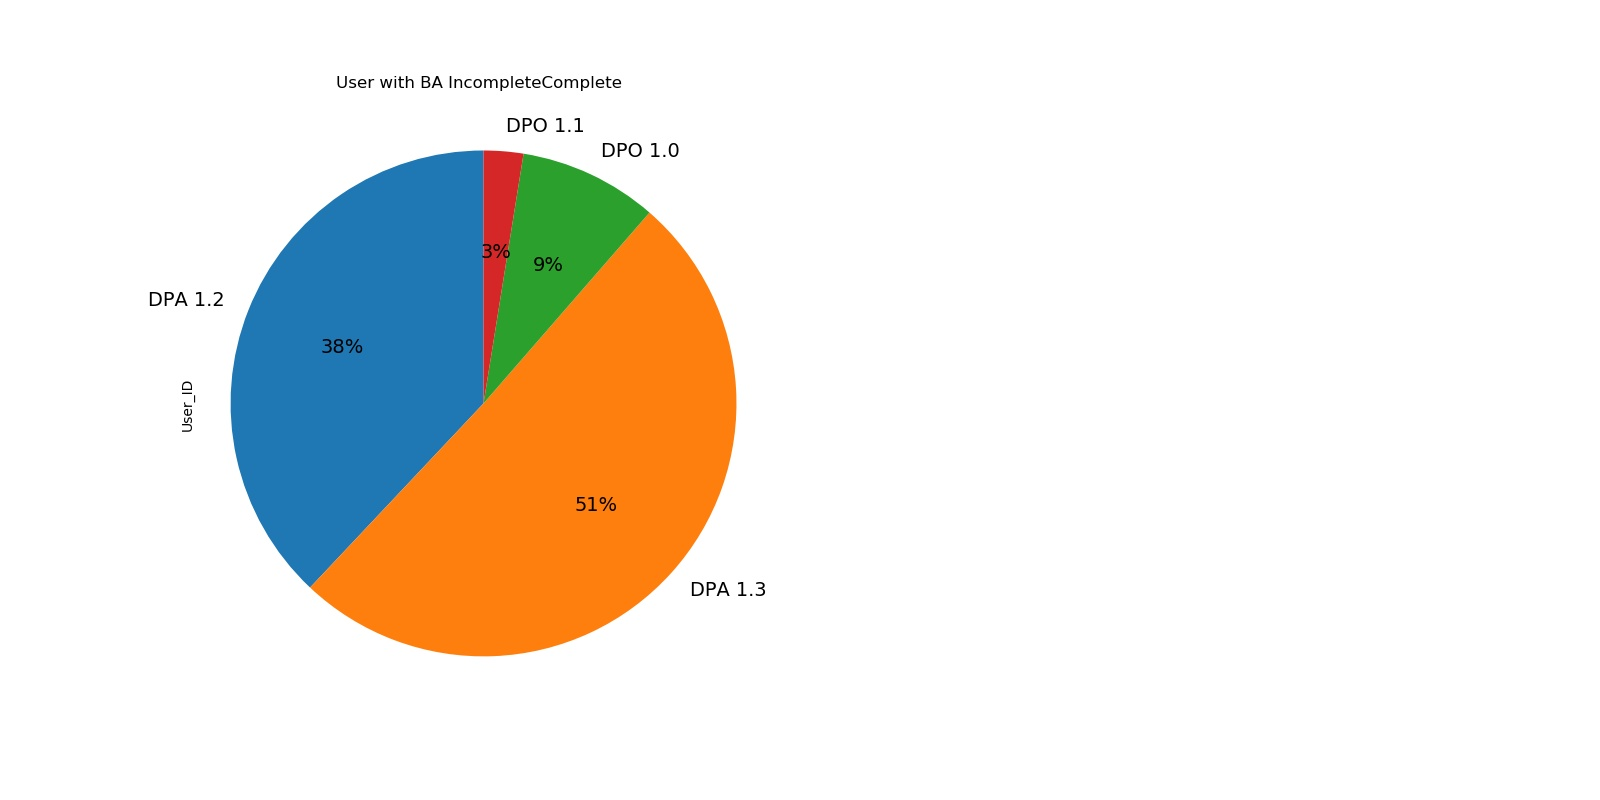 User with BA IncompleteComplete
DPO 1.1
DPO 1.0
3%
9%
DPA 1.2
38%
User_ID
51%
DPA 1.3